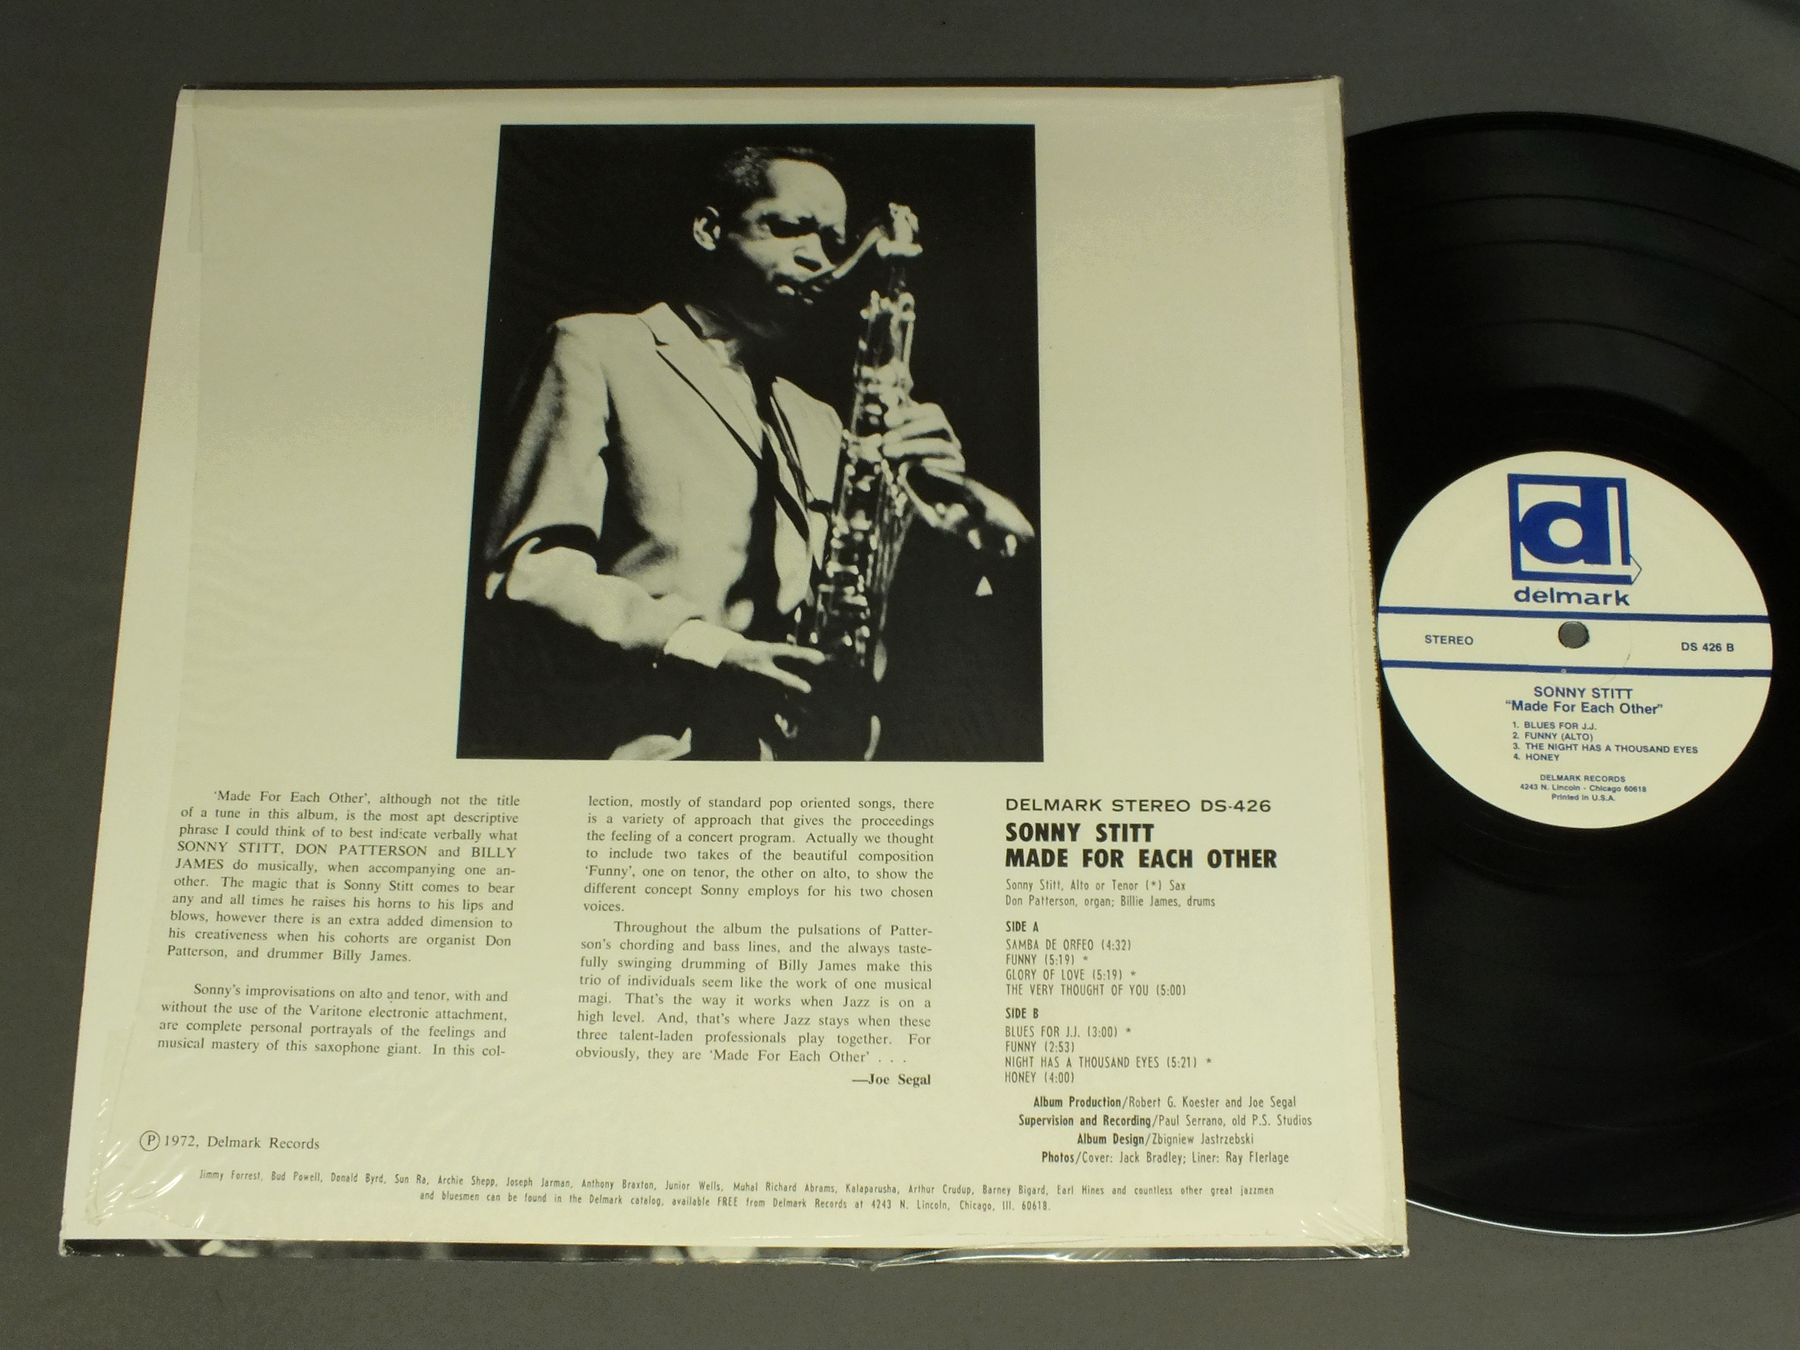 'Made For Each Other', although not the title
of a tune in this album, is the most apt descriptive
phrase I could think of to best indicate verbally what
SONNY STITT, DON PATTERSON and BILLY
JAMES do musically, when accompanying one an-
other. The magic that is Sonny Stitt comes to bear
any and all times he raises his horns to his lips and
blows, however there is an extra added dimension to
his creativeness when his cohorts are organist Don
Patterson, and drummer Billy James.
Sonny's improvisations on alto and tenor, with and
without the use of the Varitone electronic attachment,
are complete personal portrayals of the feelings and
musical mastery of this saxophone giant. In this col-
lection, mostly of standard pop oriented songs, there
is a variety of approach that gives the proceedings
the feeling of a concert program. Actually we thought
to include two takes of the beautiful composition
'Funny', one on tenor, the other on alto, to show the
different concept Sonny employs for his two chosen
voices.
Throughout the album the pulsations of Patter-
son's chording and bass lines, and the always taste-
fully swinging drumming of Billy James make this
trio of individuals seem like the work of one musical
magi. That's the way it works when Jazz is on a
high level. And, that's where Jazz stays when these
three talent-laden professionals play together. For
obviously, they are 'Made For Each Other' . . .
—Joe Segal
DELMARK STEREO DS-426
SONNY STITT
MADE FOR EACH OTHER
Sonny Stitt, Alto or Tenor (*) Sax
Don Patterson, organ; Billie James, drums
SIDE A
SAMBA DE ORFEO (4:32)
FUNNY (5:19) *
GLORY OF LOVE (5:19) *
THE VERY THOUGHT OF YOU (5:00)
SIDE B
BLUES FOR J.J. (3:00) *
FUNNY (2:53)
NIGHT HAS A THOUSAND EYES (5:21) *
HONEY (4:00)
Album Production/Robert G. Koester and Joe Segal
Supervision and Recording/Paul Serrano, old P.S. Studios
Album Design/Zbigniew Jastrzebski
Photos/Cover: Jack Bradley; Liner: Ray Flerlage
Ⓟ 1972, Delmark Records
Jimmy Forrest, Bud Powell, Donald Byrd, Sun Ra, Archie Shepp, Joseph Jarman, Anthony Braxton, Junior Wells, Muhal Richard Abrams, Kalaparusha, Arthur Crudup, Barney Bigard, Earl Hines and countless other great jazzmen
and bluesmen can be found in the Delmark catalog, available FREE from Delmark Records at 4243 N. Lincoln, Chicago, Ill. 60618.
dl
delmark
STEREO
DS 426 B
SONNY STITT
"Made For Each Other"
1. BLUES FOR J.J.
2. FUNNY (ALTO)
3. THE NIGHT HAS A THOUSAND EYES
4. HONEY
DELMARK RECORDS
4243 N. Lincoln - Chicago 60618
Printed in U.S.A.